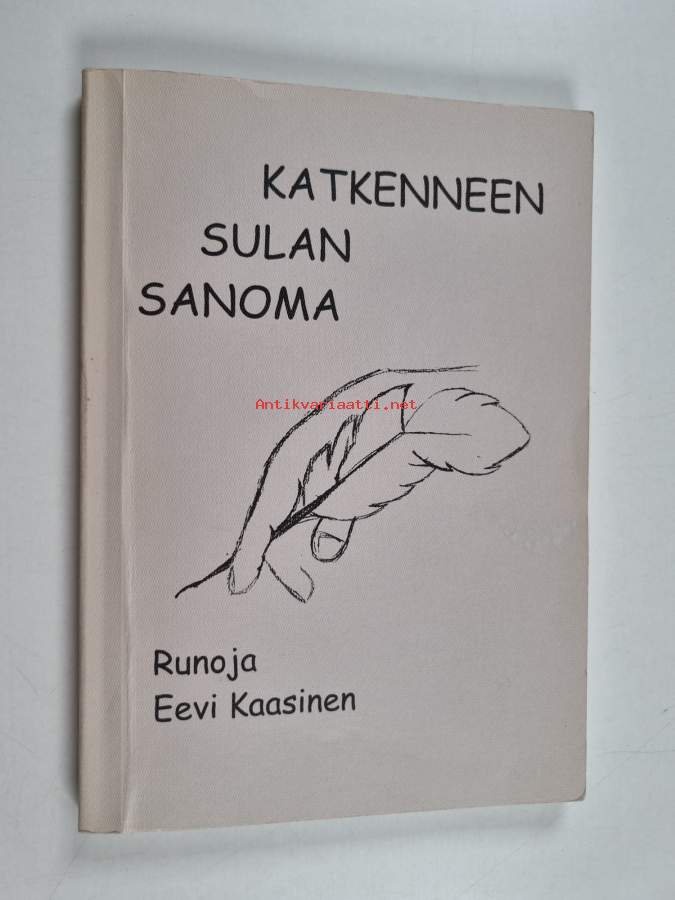 KATKENNEEN
SULAN
SANOMA
Antikvariaatti.net
Runoja
Eevi Kaasinen